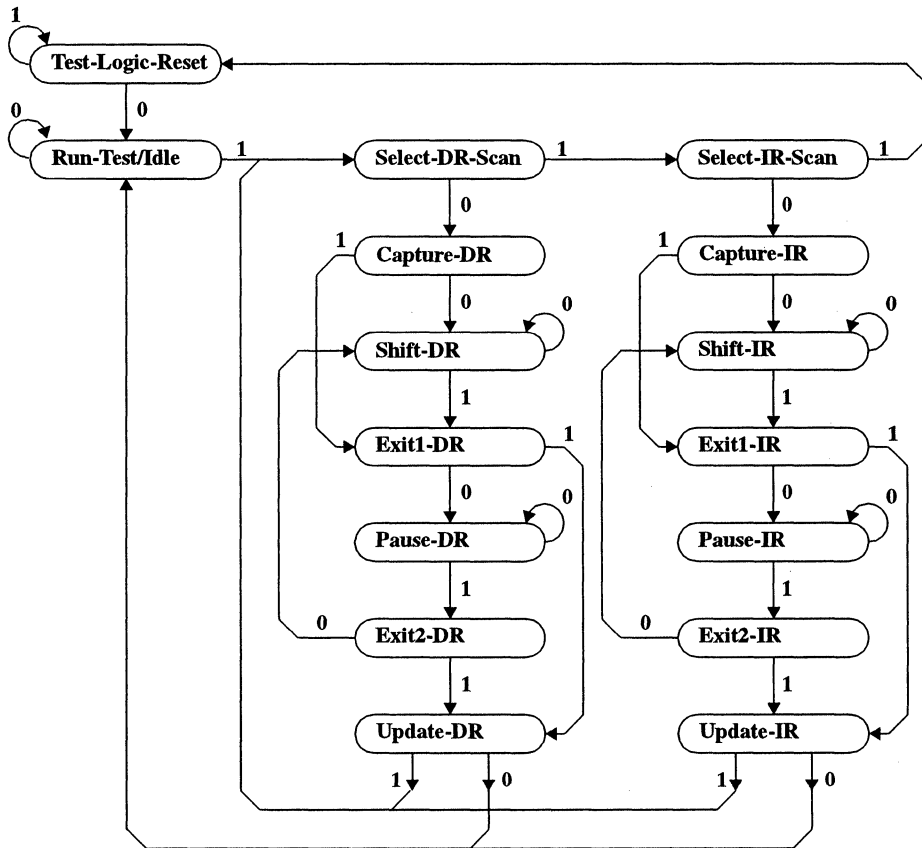 1
Test-Logic-Reset
0
0
Run-Test/Idle
1
Select-DR-Scan
1
Select-IR-Scan
1
0
0
1
Capture-DR
1
Capture-IR
0
0
0
0
Shift-DR
Shift-IR
1
1
Exit1-DR
1
Exit1-IR
1
0
0
0
0
Pause-DR
Pause-IR
1
1
0
Exit2-DR
0
Exit2-IR
1
1
Update-DR
Update-IR
1
0
1
0